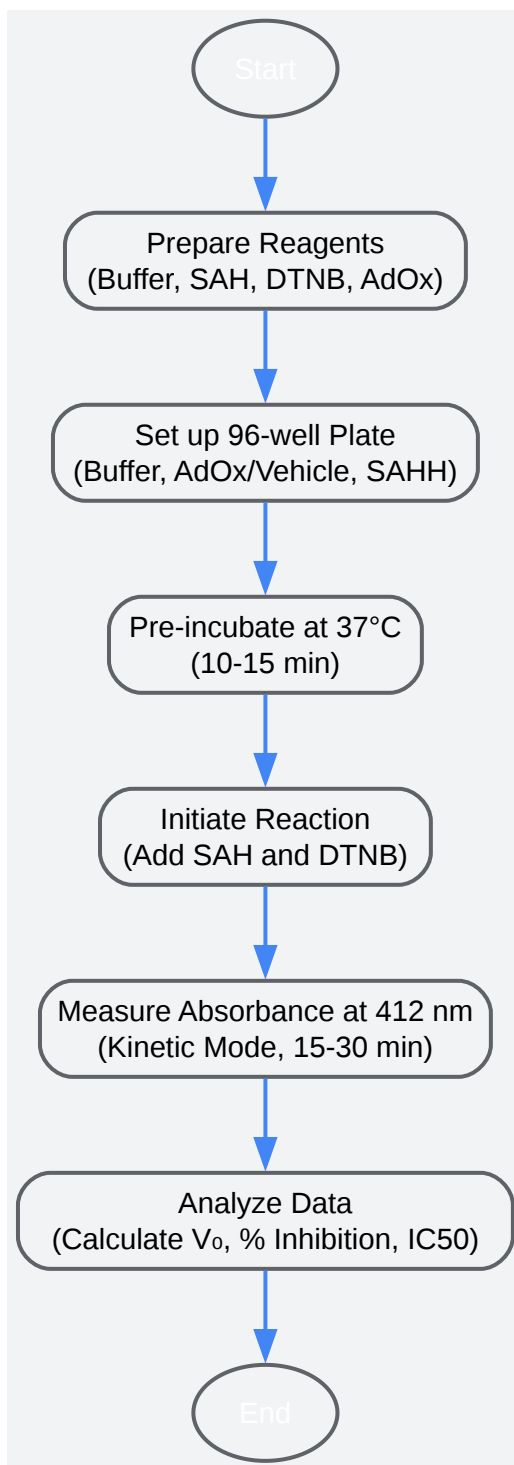 Start
Prepare Reagents
(Buffer, SAH, DTNB, AdOx)
Set up 96-well Plate
(Buffer, AdOx/Vehicle, SAHH)
Pre-incubate at 37°C
(10-15 min)
Initiate Reaction
(Add SAH and DTNB)
Measure Absorbance at 412 nm
(Kinetic Mode, 15-30 min)
Analyze Data
(Calculate V₀, % Inhibition, IC50)
End